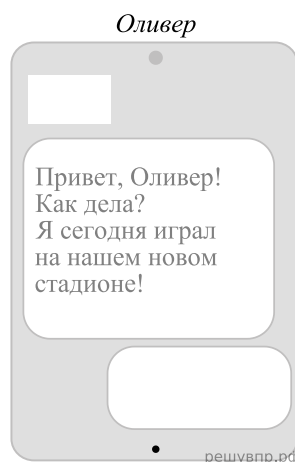 Оливер
Привет, Оливер!
Как дела?
Я сегодня играл
на нашем новом
стадионе!
решувпр.рф